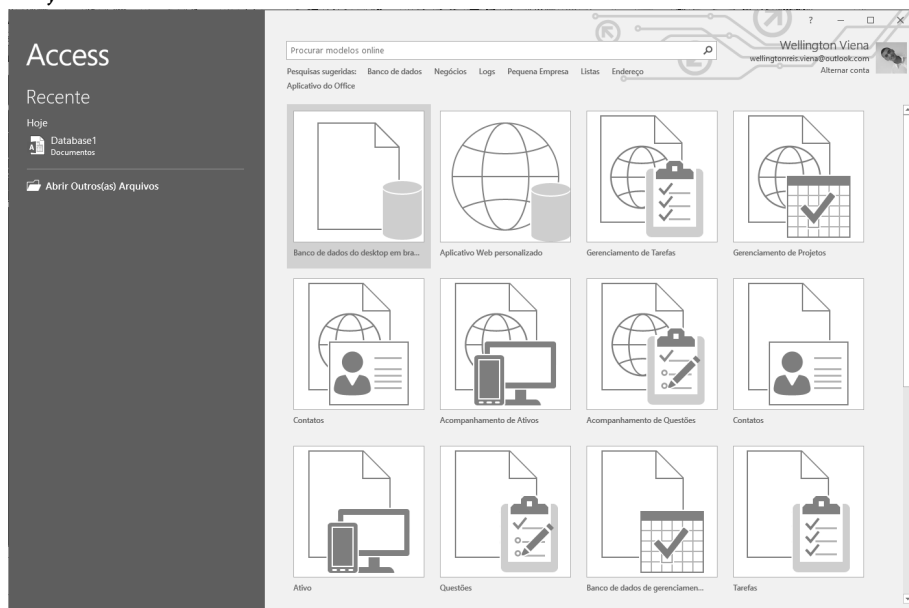 Access
Recente
Hoje
Database1
Documentos
Abrir Outros(as) Arquivos
Procurar modelos online
Pesquisas sugeridas: Banco de dados Negócios Logs Pequena Empresa Listas Endereço
Aplicativo do Office
?
Wellington Viena
wellingtonreis.viena@outlook.com
Alternar conta
Banco de dados do desktop em bra... Aplicativo Web personalizado Gerenciamento de Tarefas Gerenciamento de Projetos
Contatos Acompanhamento de Ativos Acompanhamento de Questões Contatos
Ativo Questões Banco de dados de gerenciamen... Tarefas